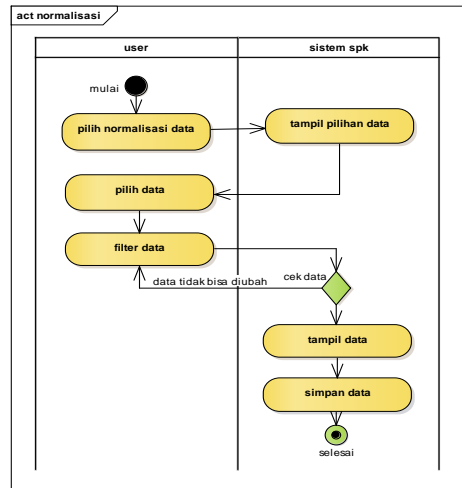 act normalisasi
user
sistem spk
mulai
pilih normalisasi data
tampil pilihan data
pilih data
filter data
cek data
data tidak bisa diubah
tampil data
simpan data
selesai